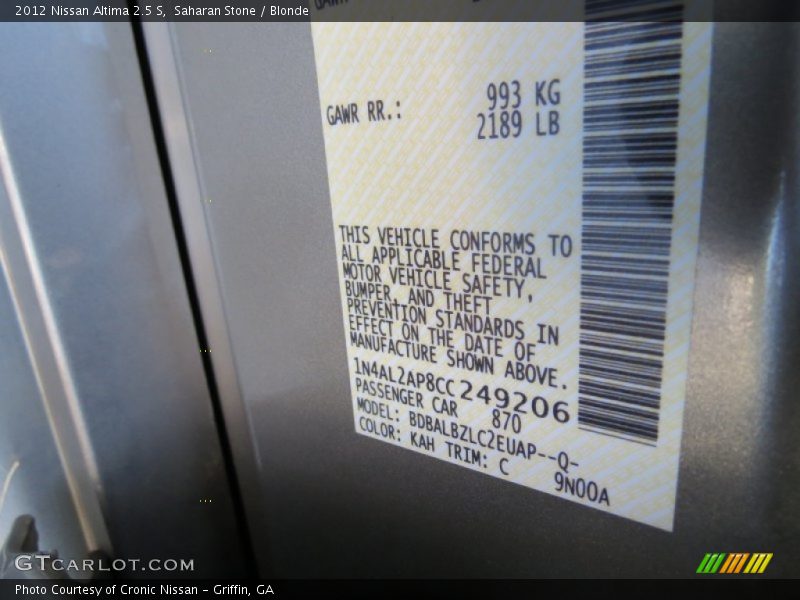 2012 Nissan Altima 2.5 S, Saharan Stone / Blonde
GAWR RR.: 993 KG
2189 LB
THIS VEHICLE CONFORMS TO
ALL APPLICABLE FEDERAL
MOTOR VEHICLE SAFETY,
BUMPER, AND THEFT
PREVENTION STANDARDS IN
EFFECT ON THE DATE OF
MANUFACTURE SHOWN ABOVE.
1N4AL2AP8CC249206
PASSENGER CAR 870
MODEL: BDBALBZLC2EUAP--Q-
COLOR: KAH TRIM: C 9N00A
GTCARLOT.COM
Photo Courtesy of Cronic Nissan - Griffin, GA